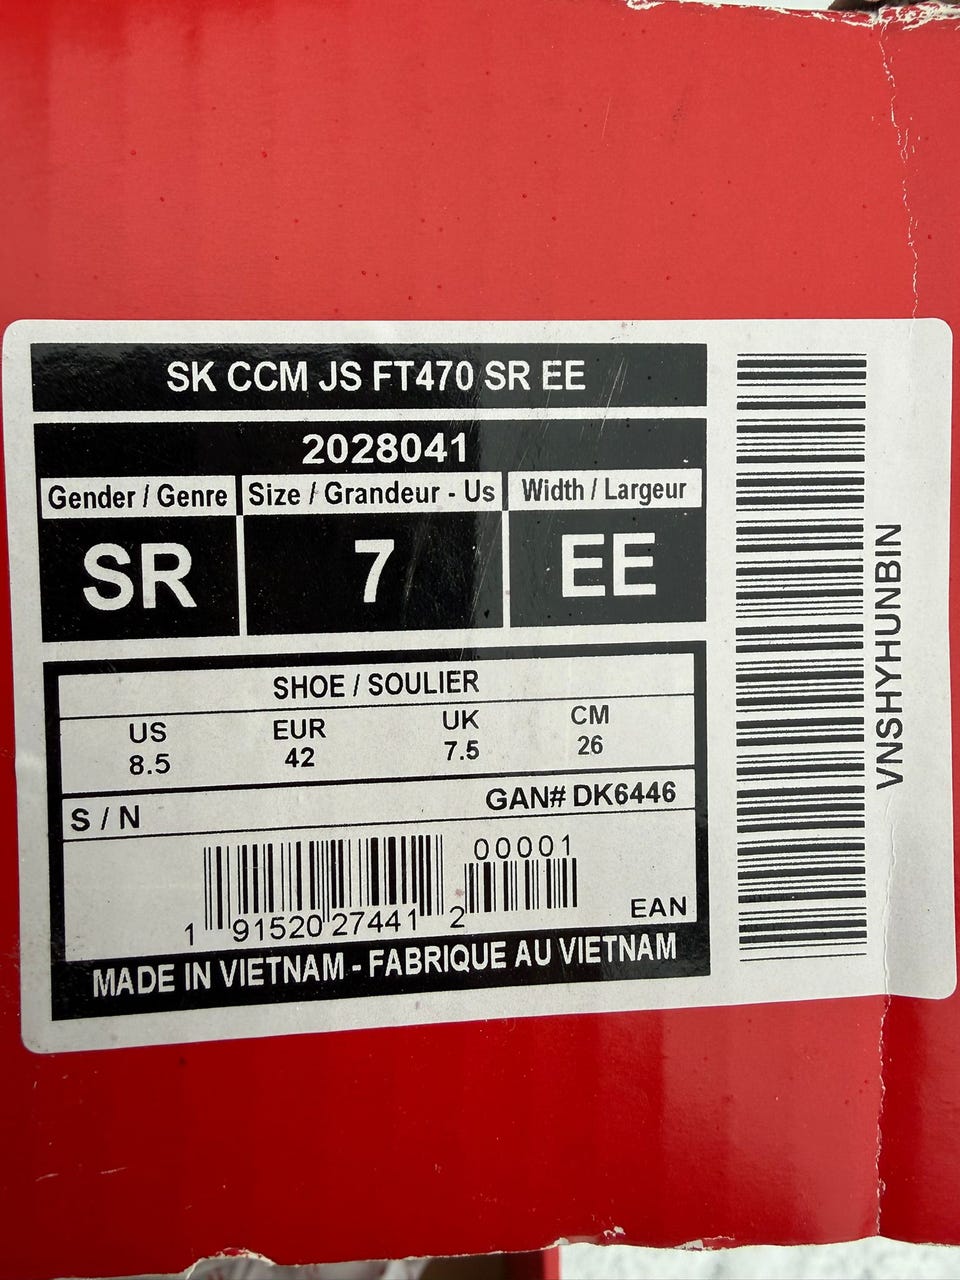 SK CCM JS FT470 SR EE
2028041
Gender / Genre Size / Grandeur - Us Width / Largeur
SR 7 EE
SHOE / SOULIER
US EUR UK CM
8.5 42 7.5 26
S / N GAN# DK6446
00001
1 91520 27441 2 EAN
MADE IN VIETNAM - FABRIQUE AU VIETNAM
VNSHYHUNBIN